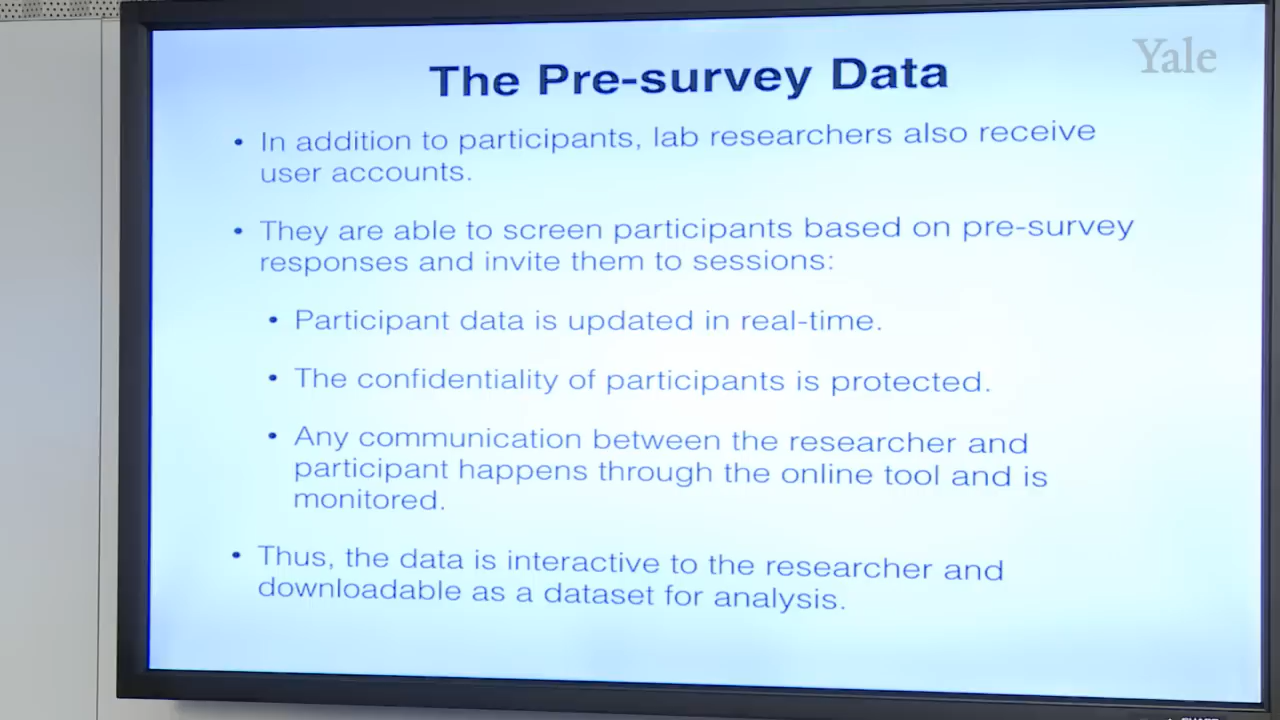 Yale
The Pre-survey Data
• In addition to participants, lab researchers also receive
user accounts.
• They are able to screen participants based on pre-survey
responses and invite them to sessions:
• Participant data is updated in real-time.
• The confidentiality of participants is protected.
• Any communication between the researcher and
participant happens through the online tool and is
monitored.
• Thus, the data is interactive to the researcher and
downloadable as a dataset for analysis.